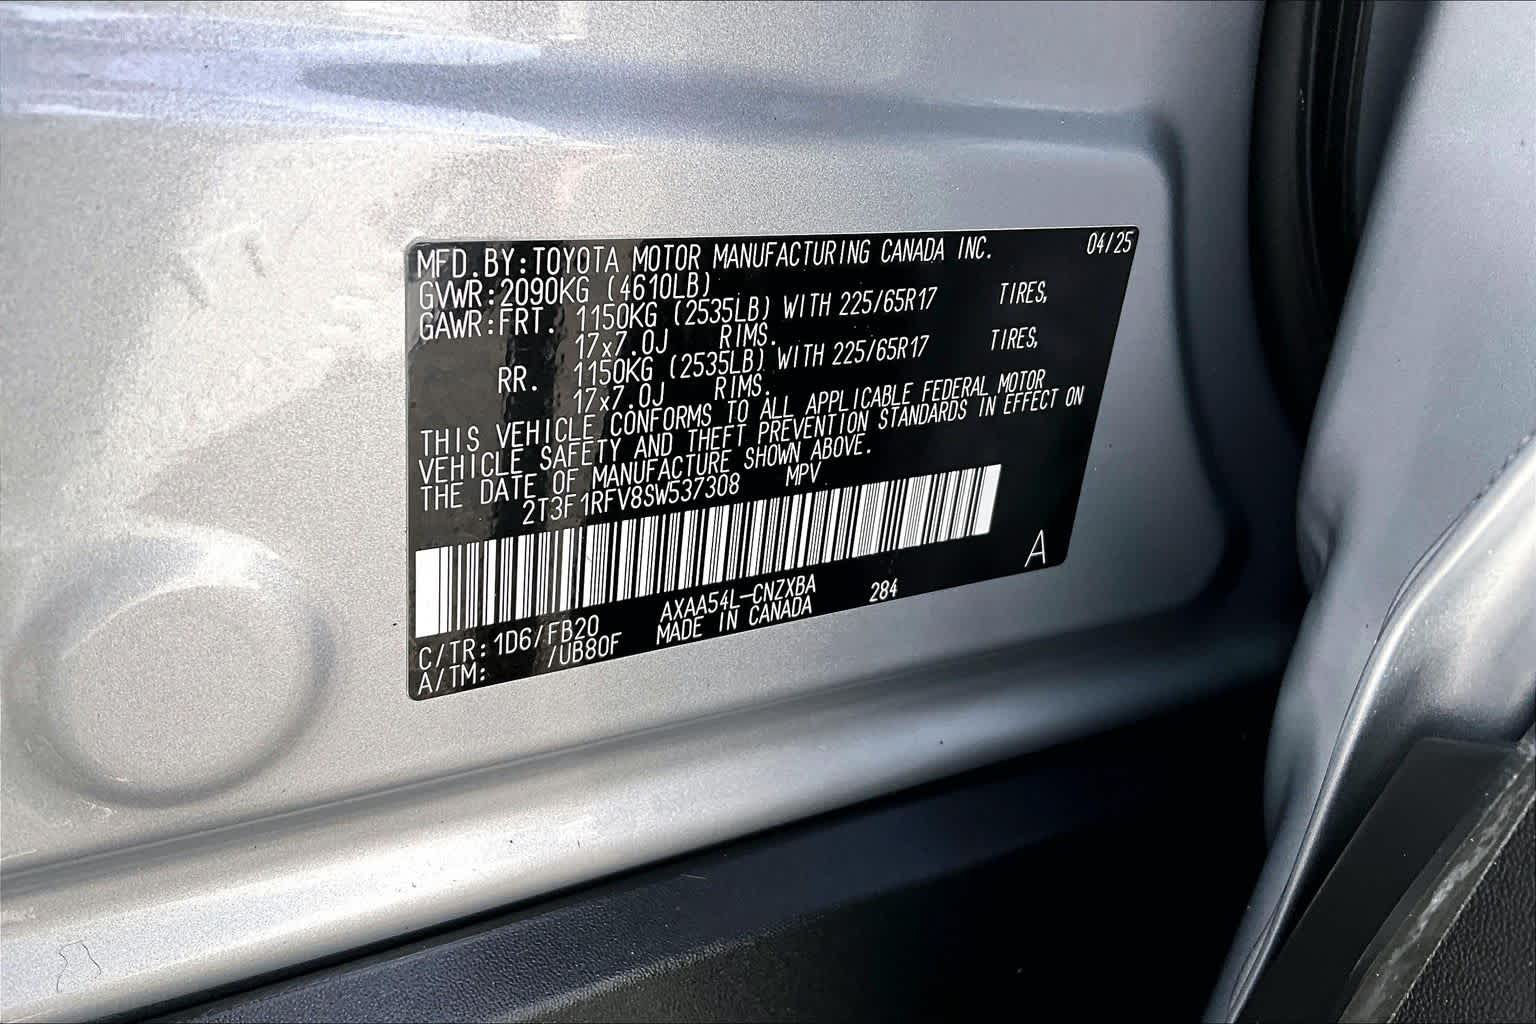 MFD.BY:TOYOTA MOTOR MANUFACTURING CANADA INC. 04/25
GVWR:2090KG (4610LB)
GAWR:FRT. 1150KG (2535LB) WITH 225/65R17 TIRES,
17x7.0J RIMS.
RR. 1150KG (2535LB) WITH 225/65R17 TIRES,
17x7.0J RIMS.
THIS VEHICLE CONFORMS TO ALL APPLICABLE FEDERAL MOTOR
VEHICLE SAFETY AND THEFT PREVENTION STANDARDS IN EFFECT ON
THE DATE OF MANUFACTURE SHOWN ABOVE.
2T3F1RFV8SW537308 MPV
A
AXAA54L-CNZXBA 284
C/TR:1D6/FB20 MADE IN CANADA
A/TM: /UB80F